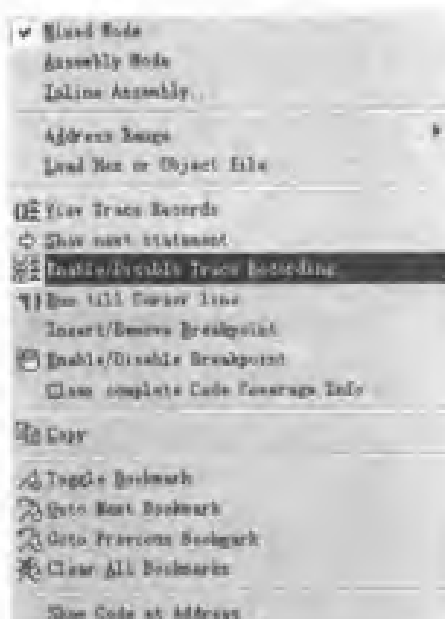 Mixed Mode
Assembly Mode
Inline Assembly..
Address Range
Load Hex or Object file
View Trace Records
Show next statement
Enable/Disable Trace Recording
Run till Cursor line
Insert/Remove Breakpoint
Enable/Disable Breakpoint
Clear complete Code Coverage Info
Copy
Toggle Bookmark
Goto Next Bookmark
Goto Previous Bookmark
Clear All Bookmarks
Show Code at Address